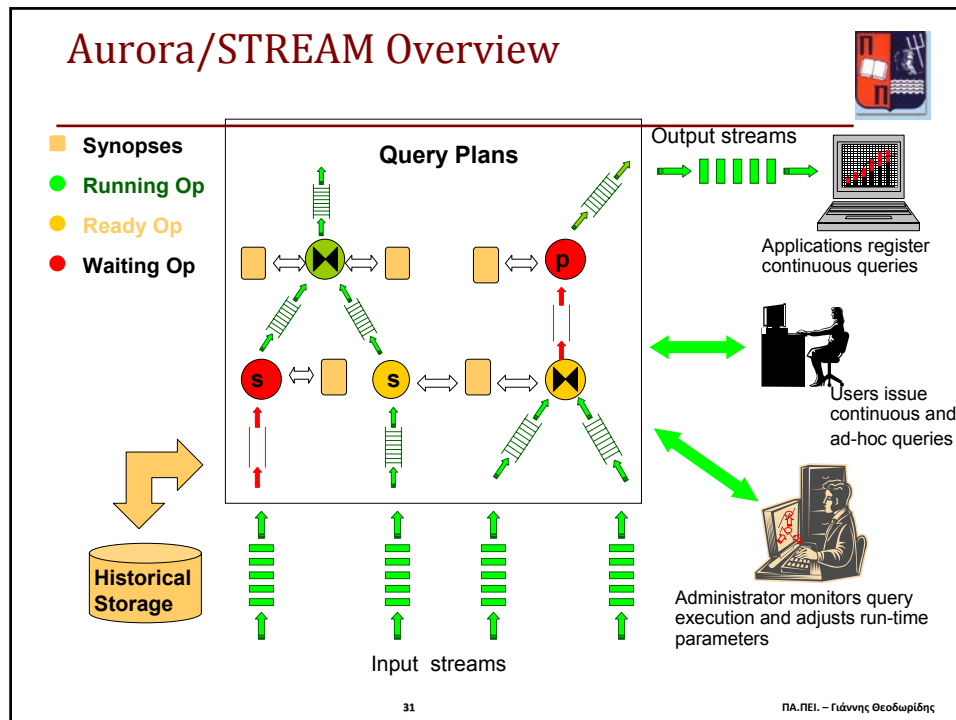 Aurora/STREAM Overview
Π
Π
Synopses
Running Op
Ready Op
Waiting Op
Query Plans
Output streams
Applications register
continuous queries
p
s
s
Users issue
continuous and
ad-hoc queries
Historical
Storage
Administrator monitors query
execution and adjusts run-time
parameters
Input streams
31
ΠΑ.ΠΕΙ. – Γιάννης Θεοδωρίδης